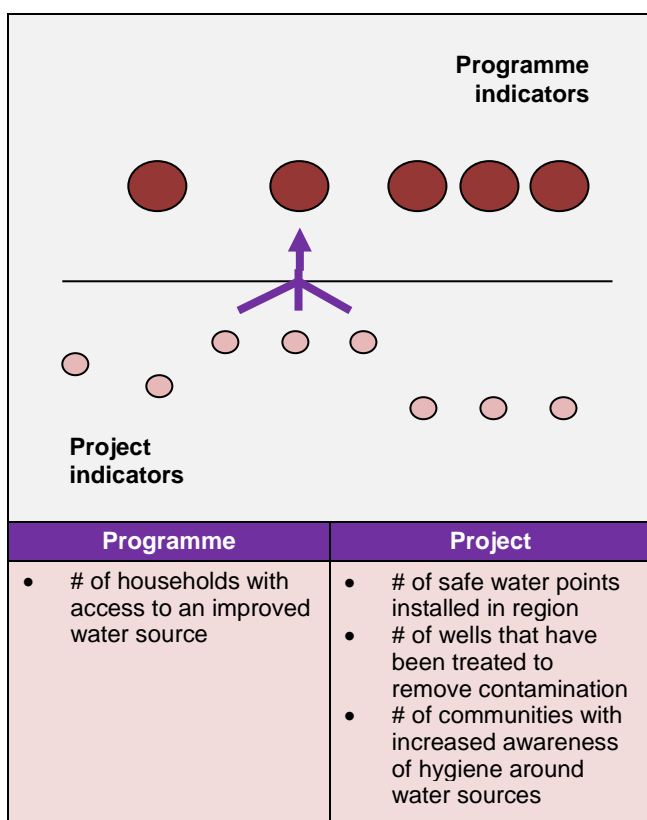 Programme
indicators
Project
indicators
Programme
Project
• # of households with
access to an improved
water source
• # of safe water points
installed in region
• # of wells that have
been treated to
remove contamination
• # of communities with
increased awareness
of hygiene around
water sources